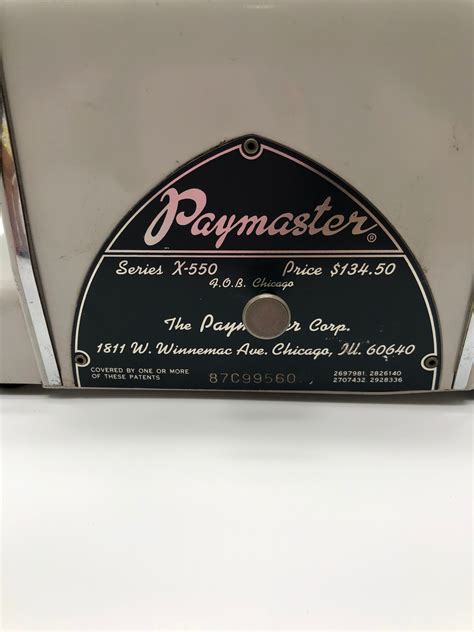 Paymaster®
Series X-550 Price $134.50
F.O.B. Chicago
The Corp.
1811 W. Winnemac Ave. Chicago, Ill. 60640
COVERED BY ONE OR MORE
OF THESE PATENTS
87C99560
2697981. 2826140
2707432. 2928336